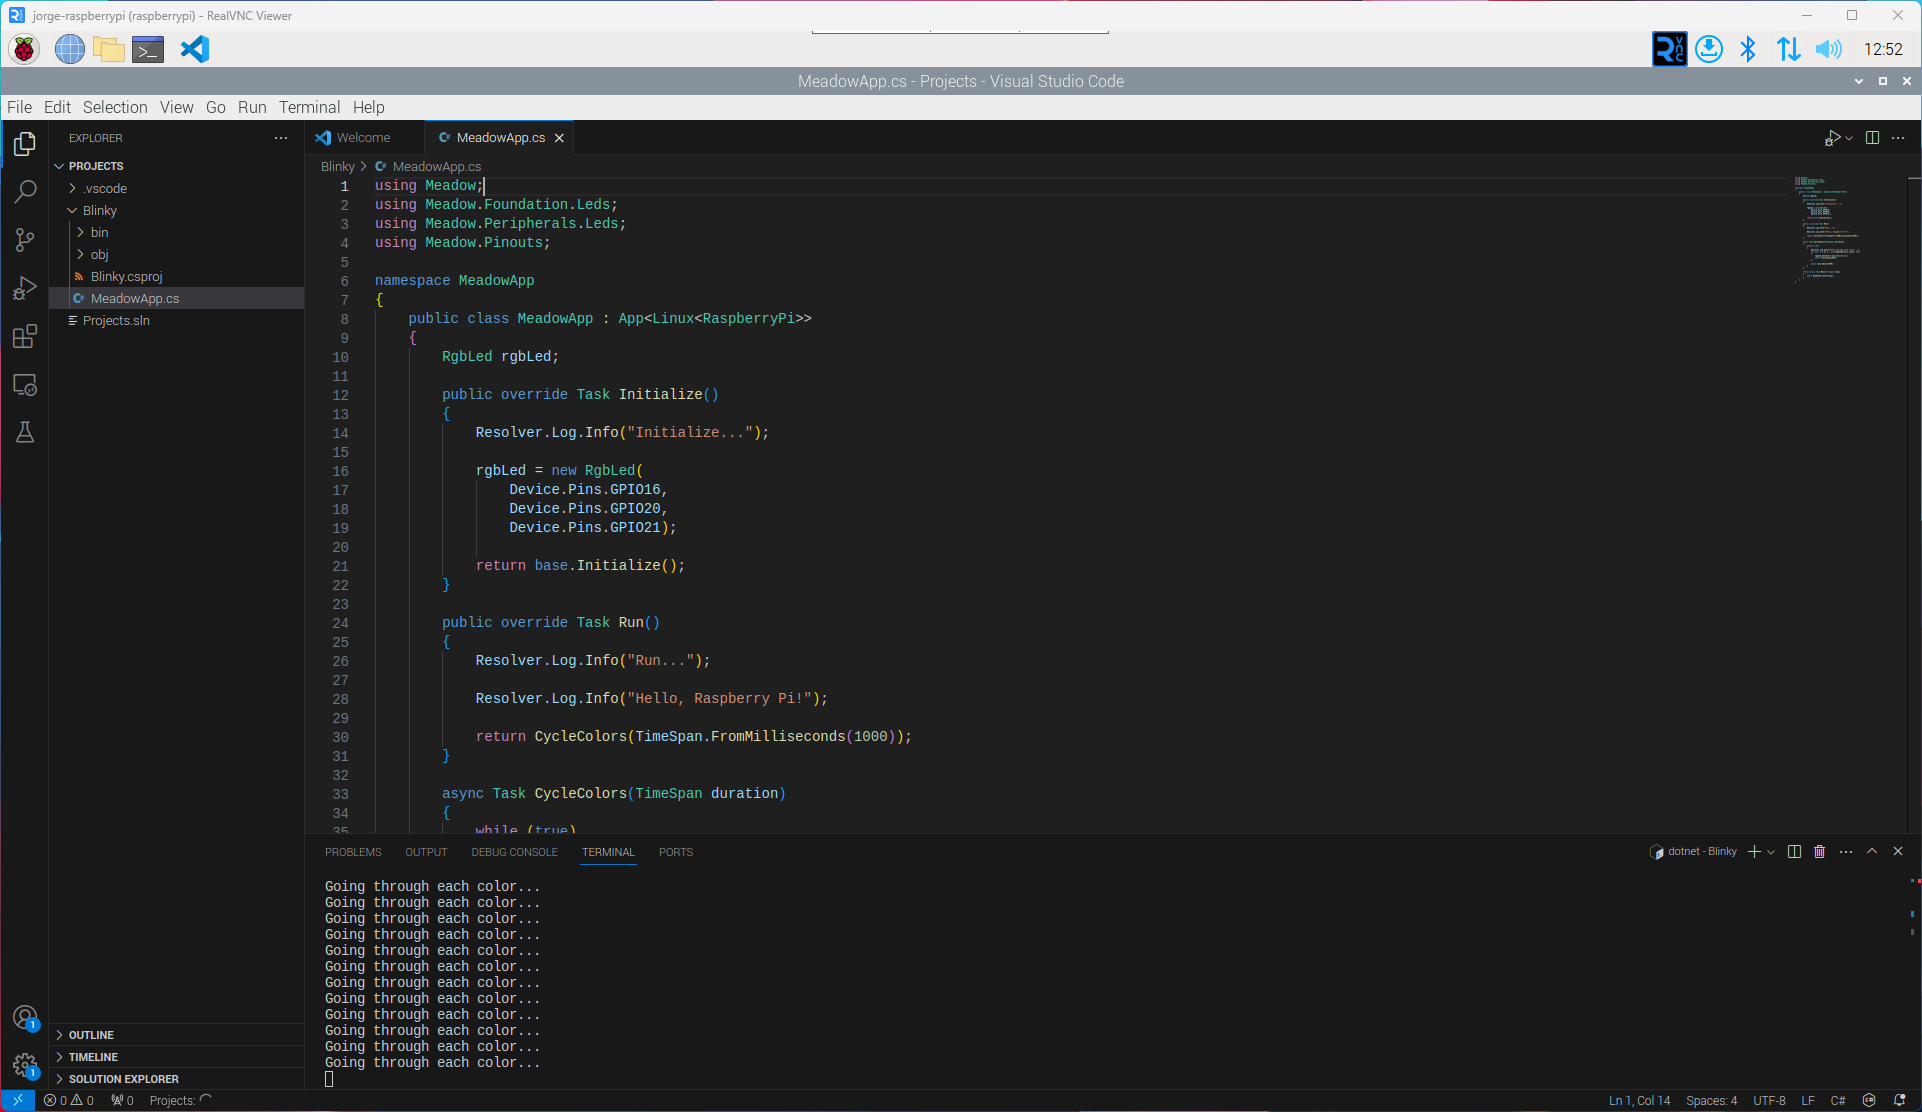 jorge-raspberrypi (raspberrypi) - RealVNC Viewer
12:52
MeadowApp.cs - Projects - Visual Studio Code
File Edit Selection View Go Run Terminal Help
EXPLORER
PROJECTS
.vscode
Blinky
bin
obj
Blinky.csproj
MeadowApp.cs
Projects.sln
OUTLINE
TIMELINE
SOLUTION EXPLORER
Welcome MeadowApp.cs
Blinky > MeadowApp.cs
1 using Meadow;
2 using Meadow.Foundation.Leds;
3 using Meadow.Peripherals.Leds;
4 using Meadow.Pinouts;
5
6 namespace MeadowApp
7 {
8 public class MeadowApp : App<Linux<RaspberryPi>>
9 {
10 RgbLed rgbLed;
11
12 public override Task Initialize()
13 {
14 Resolver.Log.Info("Initialize...");
15
16 rgbLed = new RgbLed(
17 Device.Pins.GPIO16,
18 Device.Pins.GPIO20,
19 Device.Pins.GPIO21);
20
21 return base.Initialize();
22 }
23
24 public override Task Run()
25 {
26 Resolver.Log.Info("Run...");
27
28 Resolver.Log.Info("Hello, Raspberry Pi!");
29
30 return CycleColors(TimeSpan.FromMilliseconds(1000));
31 }
32
33 async Task CycleColors(TimeSpan duration)
34 {
35 while (true)
PROBLEMS OUTPUT DEBUG CONSOLE TERMINAL PORTS
dotnet - Blinky
Going through each color...
Going through each color...
Going through each color...
Going through each color...
Going through each color...
Going through each color...
Going through each color...
Going through each color...
Going through each color...
Going through each color...
Going through each color...
Going through each color...
1
1
0 0 0 Projects:
Ln 1, Col 14 Spaces: 4 UTF-8 LF C#